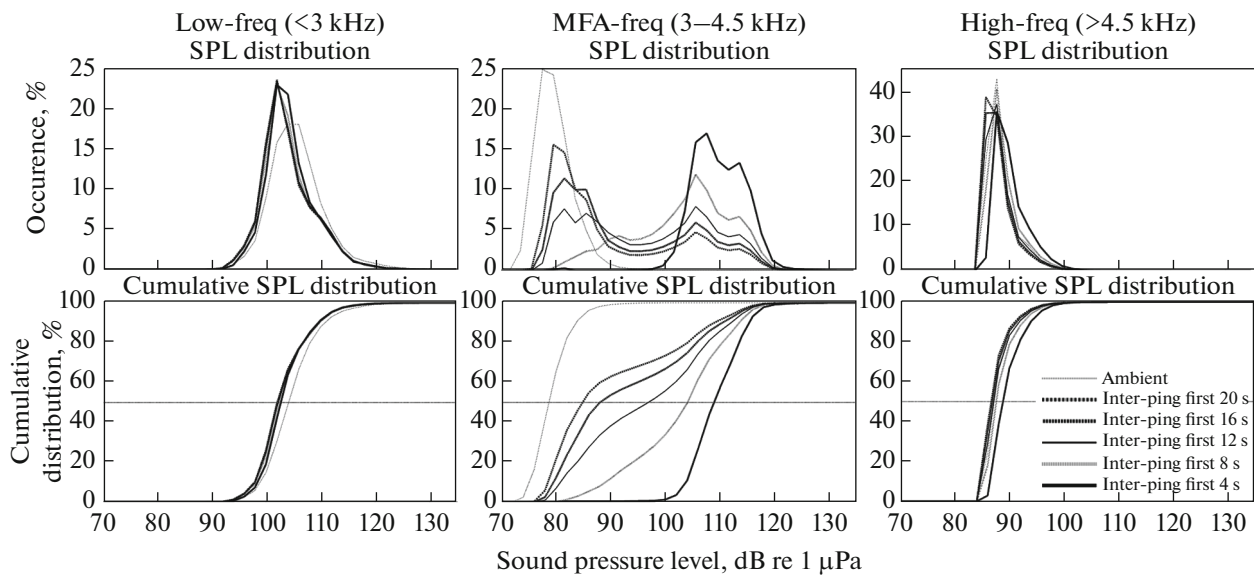 Low-freq (<3 kHz)
SPL distribution
MFA-freq (3–4.5 kHz)
SPL distribution
High-freq (>4.5 kHz)
SPL distribution
Occurence, %
25
20
15
10
5
0
25
20
15
10
5
0
40
30
20
10
0
Cumulative SPL distribution
Cumulative SPL distribution
Cumulative SPL distribution
Cumulative
distribution, %
100
80
60
40
20
0
100
80
60
40
20
0
100
80
60
40
20
0
Ambient
Inter-ping first 20 s
Inter-ping first 16 s
Inter-ping first 12 s
Inter-ping first 8 s
Inter-ping first 4 s
70 80 90 100 110 120 130
70 80 90 100 110 120 130
70 80 90 100 110 120 130
Sound pressure level, dB re 1 μPa